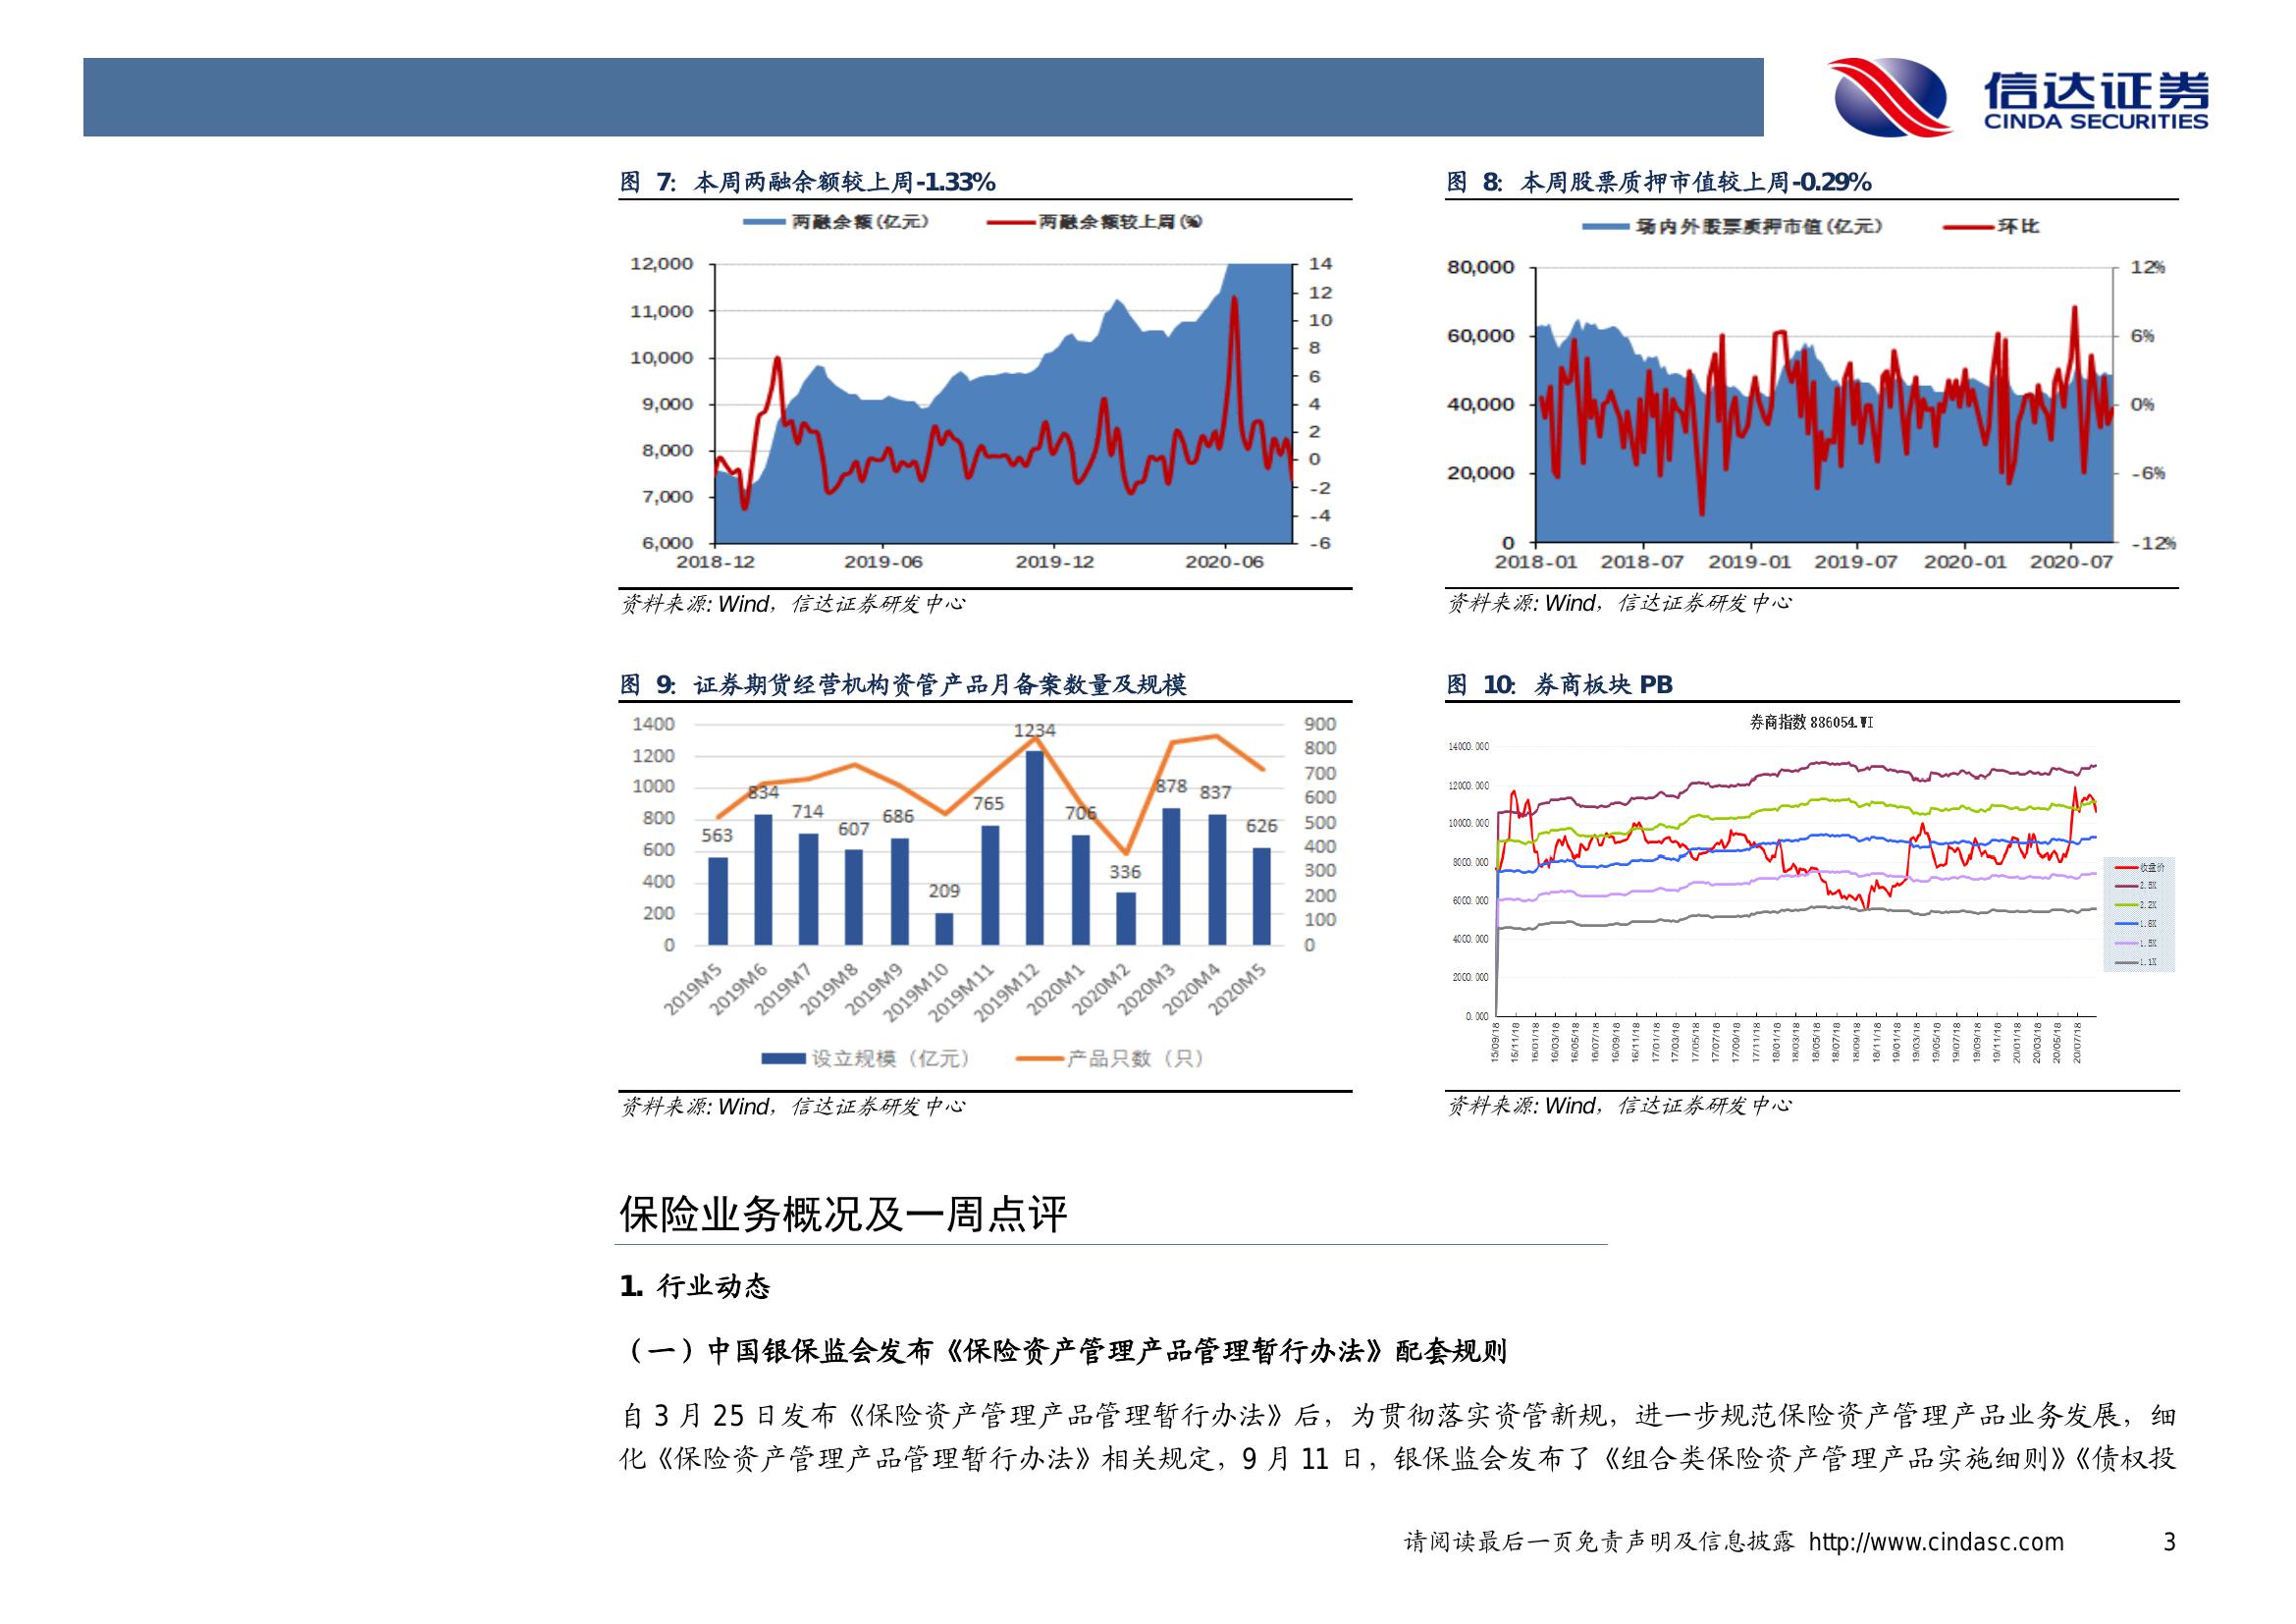 信达证券
CINDA SECURITIES
图 7: 本周两融余额较上周-1.33%
两融余额(亿元) 两融余额较上周(%)
12,000
11,000
10,000
9,000
8,000
7,000
6,000
14
12
10
8
6
4
2
0
-2
-4
-6
2018-12 2019-06 2019-12 2020-06
资料来源: Wind，信达证券研发中心
图 8: 本周股票质押市值较上周-0.29%
场内外股票质押市值(亿元) 环比
80,000
60,000
40,000
20,000
0
12%
6%
0%
-6%
-12%
2018-01 2018-07 2019-01 2019-07 2020-01 2020-07
资料来源: Wind，信达证券研发中心
图 9: 证券期货经营机构资管产品月备案数量及规模
1400
1200
1000
800
600
400
200
0
900
800
700
600
500
400
300
200
100
0
563 834 714 607 686 209 765 1234 706 336 878 837 626
2019M5 2019M6 2019M7 2019M8 2019M9 2019M10 2019M11 2019M12 2020M1 2020M2 2020M3 2020M4 2020M5
设立规模（亿元） 产品只数（只）
资料来源: Wind，信达证券研发中心
图 10: 券商板块 PB
券商指数 886054.WI
14000.000
12000.000
10000.000
8000.000
6000.000
4000.000
2000.000
0.000
15/09/18 15/11/18 16/01/18 16/03/18 16/05/18 16/07/18 16/09/18 16/11/18 17/01/18 17/03/18 17/05/18 17/07/18 17/09/18 17/11/18 18/01/18 18/03/18 18/05/18 18/07/18 18/09/18 18/11/18 19/01/18 19/03/18 19/05/18 19/07/18 19/09/18 19/11/18 20/01/18 20/03/18 20/05/18 20/07/18
收盘价
2.5X
2.2X
1.8X
1.5X
1.1X
资料来源: Wind，信达证券研发中心
保险业务概况及一周点评
1. 行业动态
（一）中国银保监会发布《保险资产管理产品管理暂行办法》配套规则
自 3 月 25 日发布《保险资产管理产品管理暂行办法》后，为贯彻落实资管新规，进一步规范保险资产管理产品业务发展，细
化《保险资产管理产品管理暂行办法》相关规定，9 月 11 日，银保监会发布了《组合类保险资产管理产品实施细则》《债权投
请阅读最后一页免责声明及信息披露 http://www.cindasc.com 3